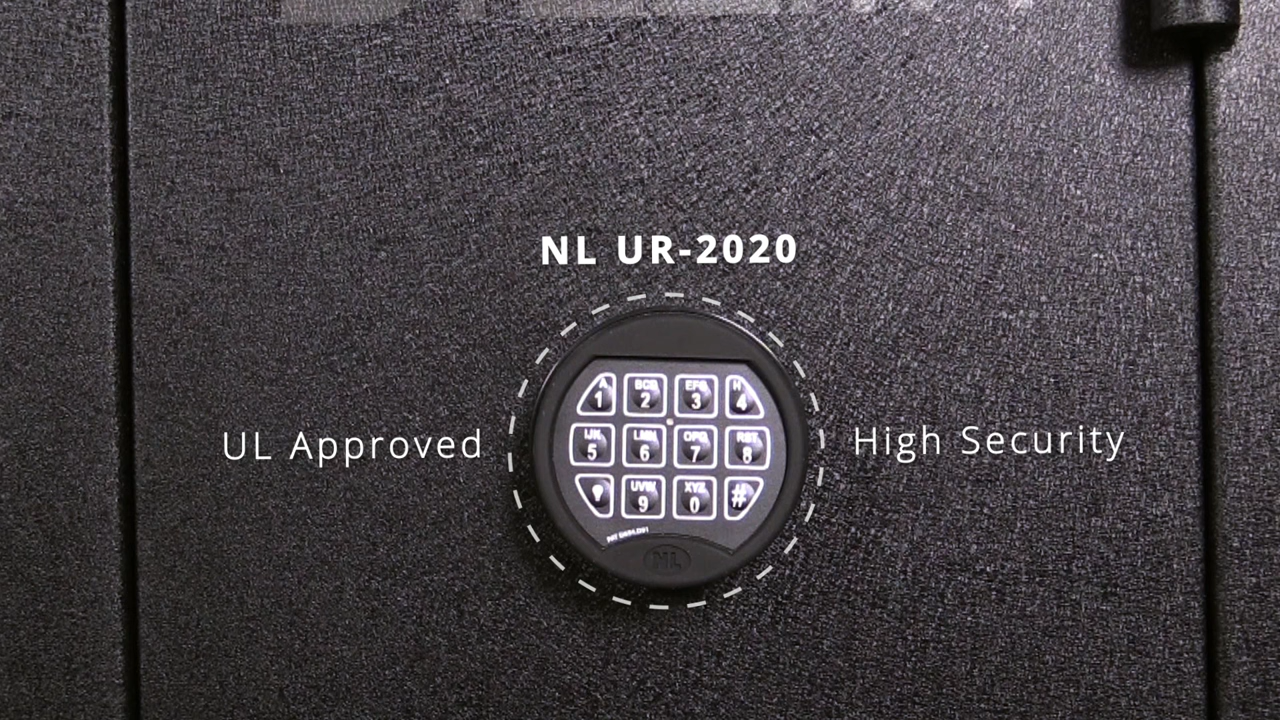 NL UR-2020
UL Approved
High Security
A BCD EFG H
1 2 3 4
IJK LMN OPQ RST
5 6 7 8
UVW XYZ
9 0 #
NL